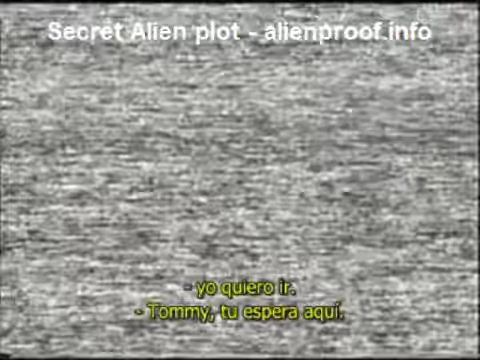 Secret Alien plot - alienproof.info
- yo quiero ir.
- Tommy, tu espera aquí.